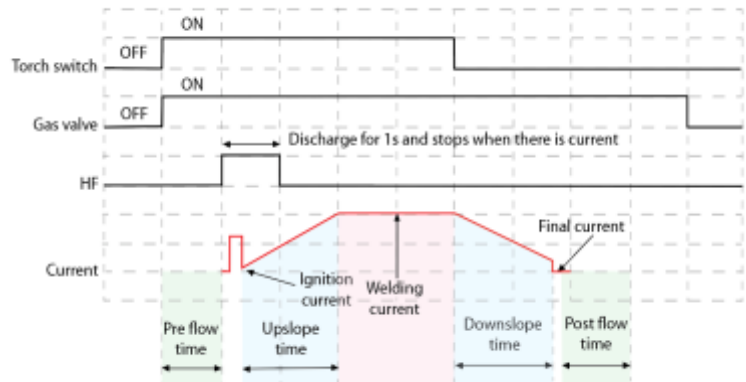 ON
OFF
Torch switch
ON
OFF
Gas valve
Discharge for 1s and stops when there is current
HF
Final current
Current
Ignition
current
Welding
current
Pre flow
time
Upslope
time
Downslope
time
Post flow
time